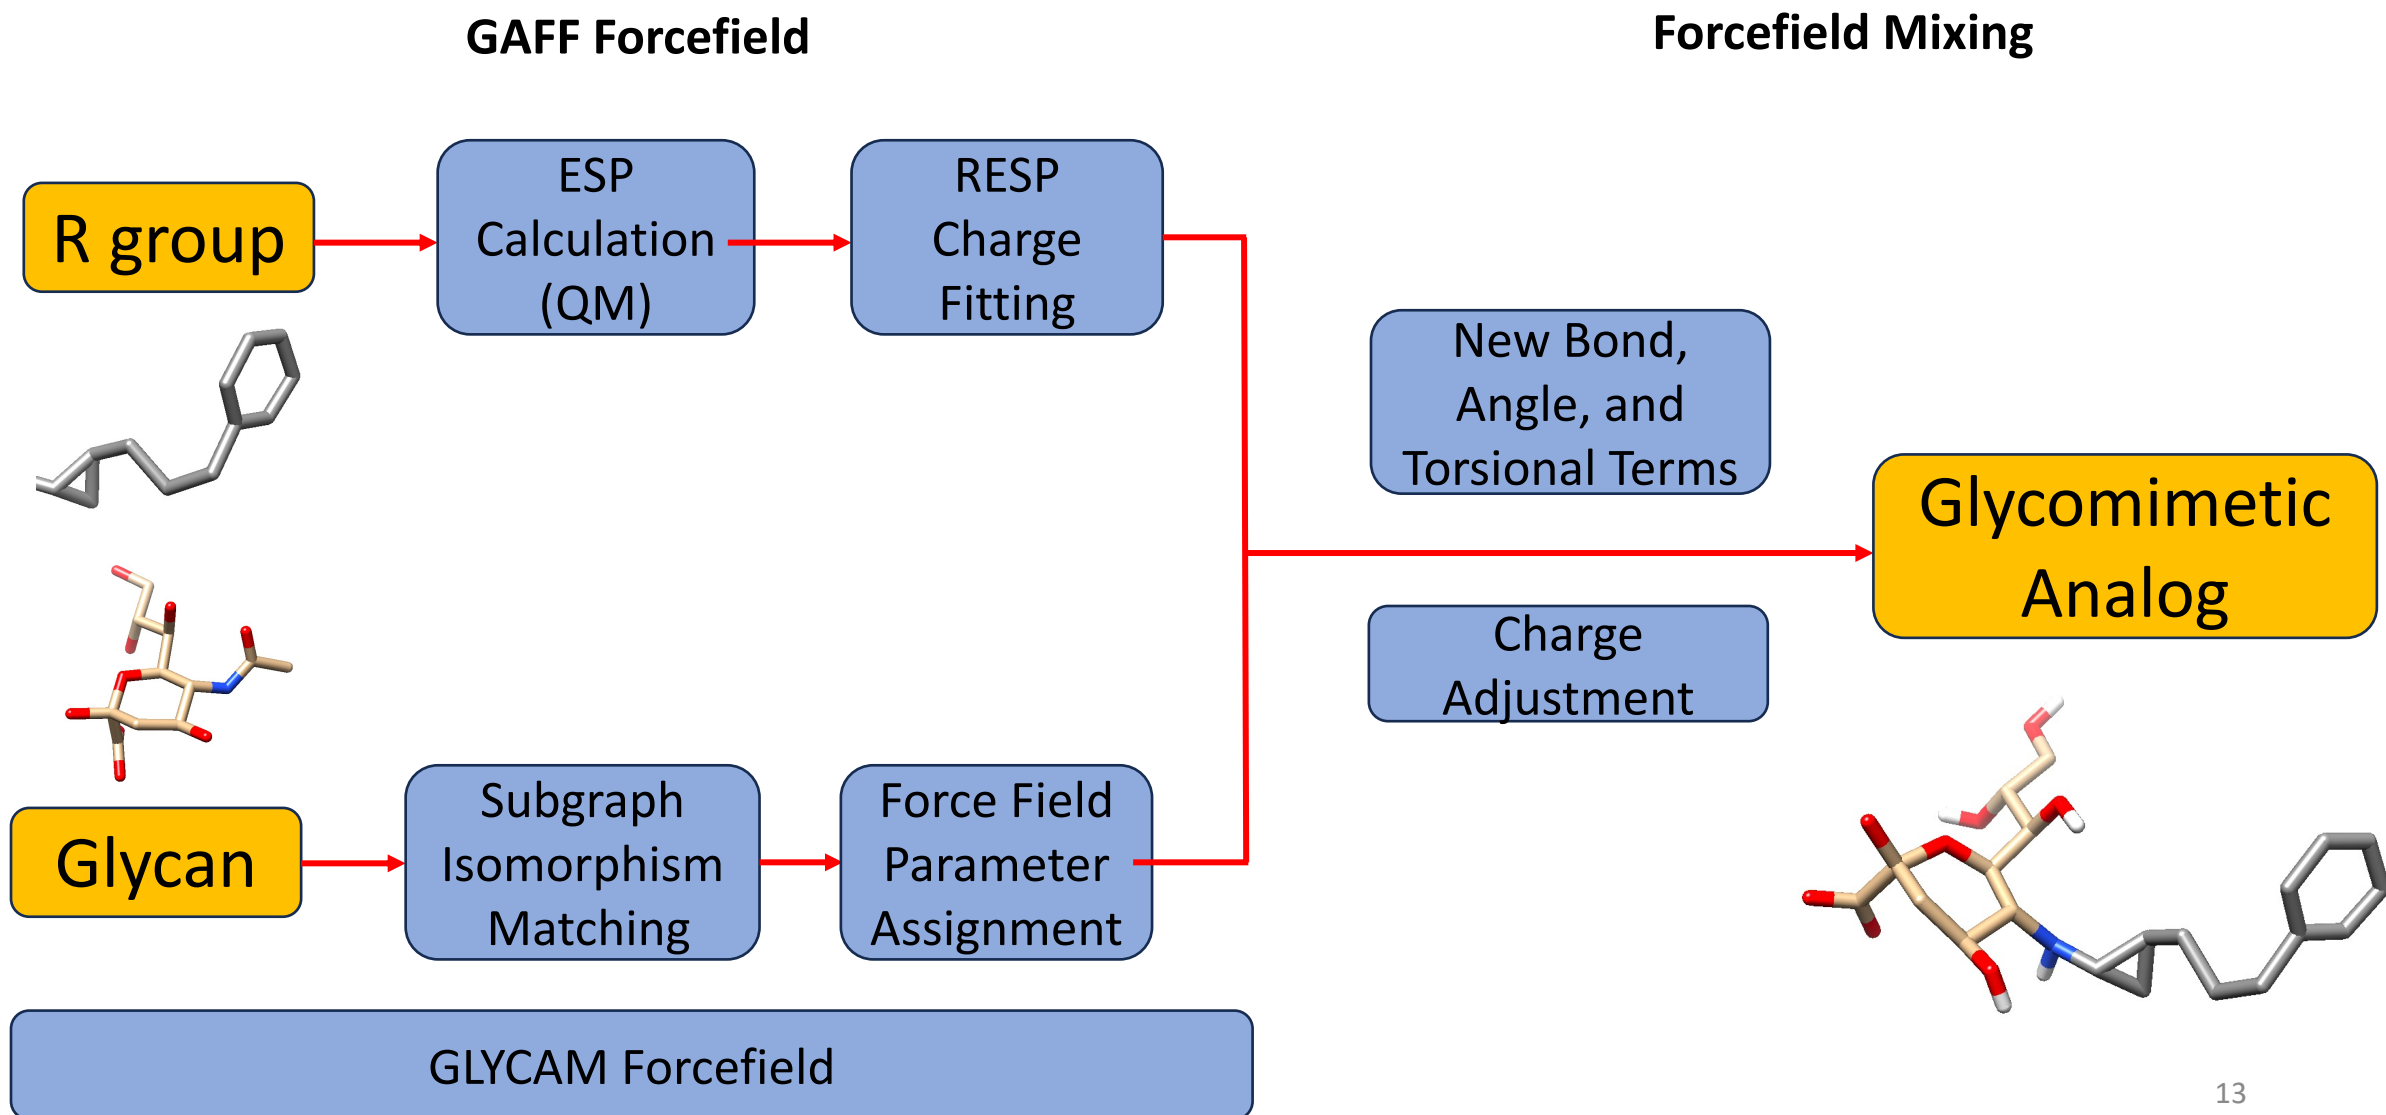 GAFF Forcefield
Forcefield Mixing
R group
ESP
Calculation
(QM)
RESP
Charge
Fitting
New Bond,
Angle, and
Torsional Terms
Glycomimetic
Analog
Charge
Adjustment
Glycan
Subgraph
Isomorphism
Matching
Force Field
Parameter
Assignment
GLYCAM Forcefield
13